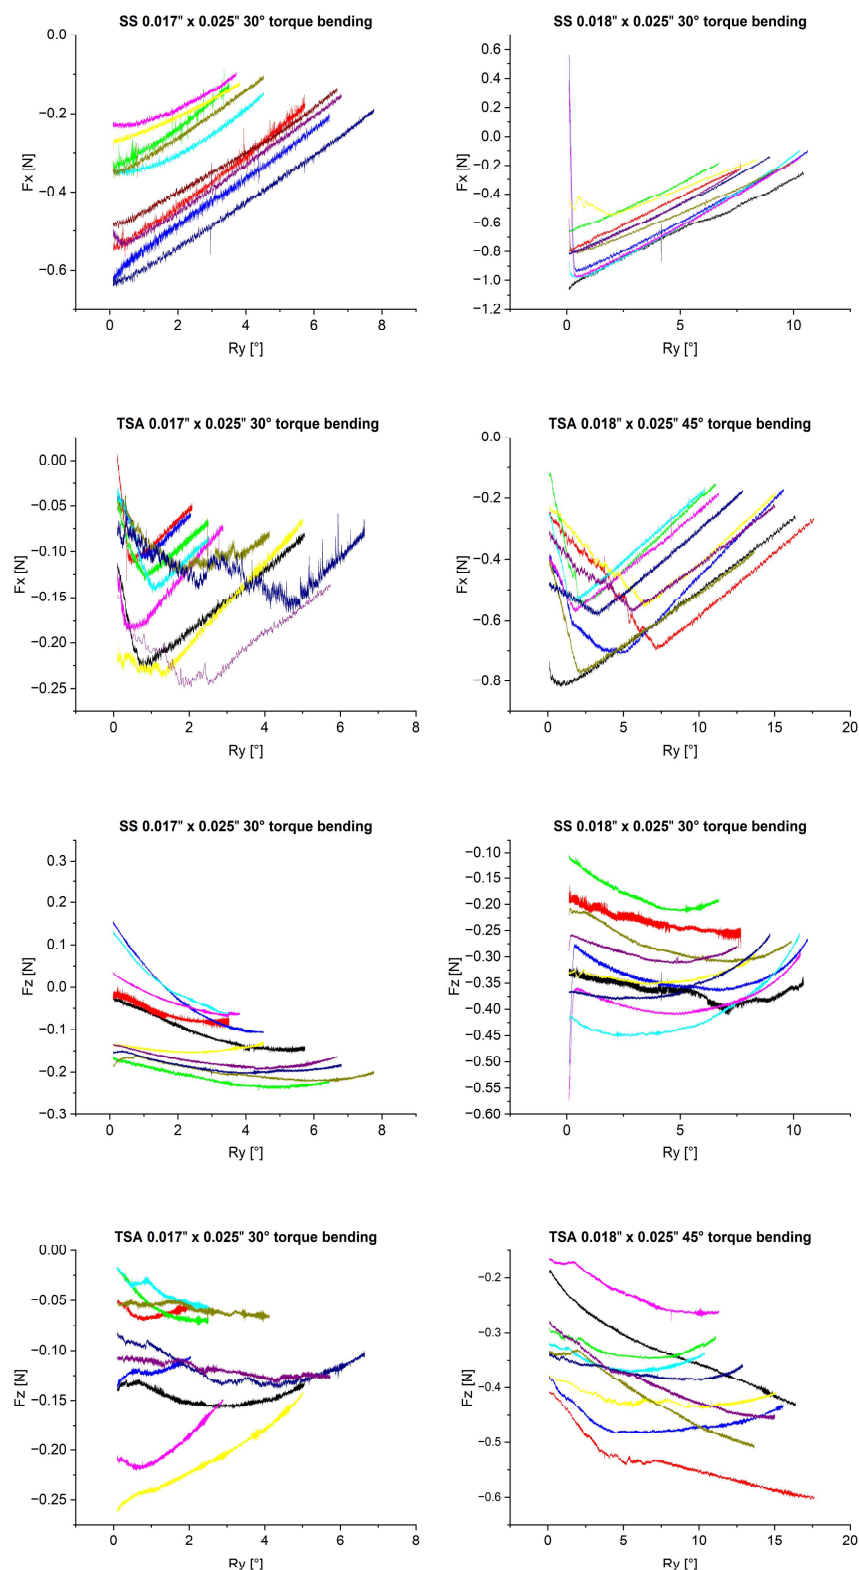 SS 0.017" x 0.025" 30° torque bending
0.0
−0.2
−0.4
−0.6
Fx [N]
0 2 4 6 8
Ry [°]
SS 0.018" x 0.025" 30° torque bending
0.6
0.4
0.2
0.0
−0.2
−0.4
−0.6
−0.8
−1.0
−1.2
Fx [N]
0 5 10
Ry [°]
TSA 0.017" x 0.025" 30° torque bending
0.00
−0.05
−0.10
−0.15
−0.20
−0.25
Fx [N]
0 2 4 6 8
Ry [°]
TSA 0.018" x 0.025" 45° torque bending
0.0
−0.2
−0.4
−0.6
−0.8
Fx [N]
0 5 10 15 20
Ry [°]
SS 0.017" x 0.025" 30° torque bending
0.3
0.2
0.1
0.0
−0.1
−0.2
−0.3
Fz [N]
0 2 4 6 8
Ry [°]
SS 0.018" x 0.025" 30° torque bending
−0.10
−0.15
−0.20
−0.25
−0.30
−0.35
−0.40
−0.45
−0.50
−0.55
−0.60
Fz [N]
0 5 10
Ry [°]
TSA 0.017" x 0.025" 30° torque bending
0.00
−0.05
−0.10
−0.15
−0.20
−0.25
Fz [N]
0 2 4 6 8
Ry [°]
TSA 0.018" x 0.025" 45° torque bending
−0.2
−0.3
−0.4
−0.5
−0.6
Fz [N]
0 5 10 15 20
Ry [°]